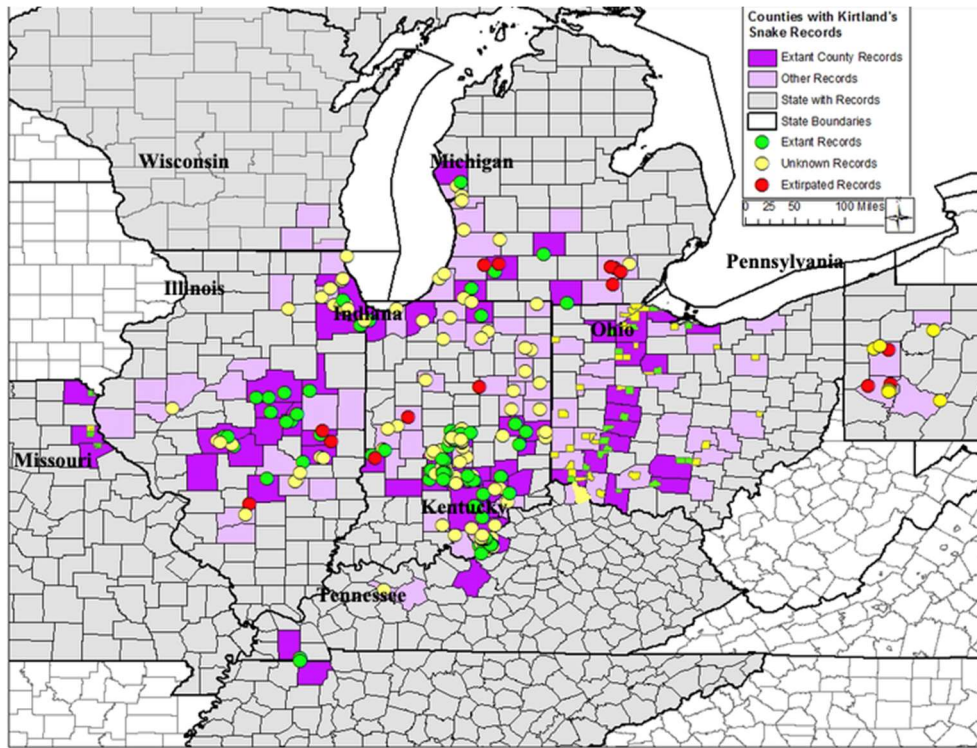 Counties with Kirtland's
Snake Records
Extant County Records
Other Records
State with Records
State Boundaries
Extant Records
Unknown Records
Extirpated Records
0 25 50 100 Miles
Wisconsin
Michigan
Pennsylvania
Illinois
Indiana
Ohio
Missouri
Kentucky
Tennessee